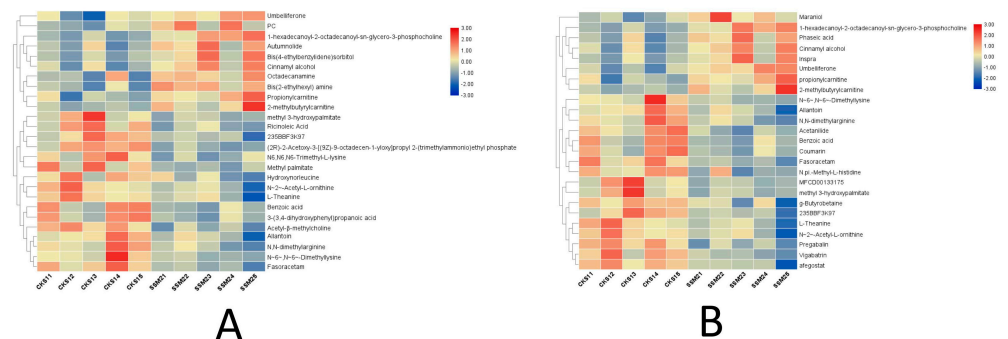 Umbelliferone
PC
1-hexadecanoyl-2-octadecanoyl-sn-glycero-3-phosphocholine
Autumnolide
Bis(4-ethylbenzylidene)sorbitol
Cinnamyl alcohol
Octadecanamine
Bis(2-ethylhexyl) amine
Propionylcarnitine
2-methylbutyrylcarnitine
methyl 3-hydroxypalmitate
Ricinoleic Acid
235BBF3K97
(2R)-2-Acetoxy-3-[(9Z)-9-octadecen-1-yloxy]propyl 2-(trimethylammonio)ethyl phosphate
N6,N6,N6-Trimethyl-L-lysine
Methyl palmitate
Hydroxynorleucine
N~2~-Acetyl-L-ornithine
L-Theanine
Benzoic acid
3-(3,4-dihydroxyphenyl)propanoic acid
Acetyl-β-methylcholine
Allantoin
N,N-dimethylarginine
N~6~,N~6~-Dimethyllysine
Fasoracetam
CKS11 CKS12 CKS13 CKS14 CKS15 SSM21 SSM22 SSM23 SSM24 SSM25
3.00
2.00
1.00
0.00
-1.00
-2.00
-3.00
A
Maraniol
1-hexadecanoyl-2-octadecanoyl-sn-glycero-3-phosphocholine
Phaseic acid
Cinnamyl alcohol
Inspra
Umbelliferone
propionylcarnitine
2-methylbutyrylcarnitine
N~6~,N~6~-Dimethyllysine
Allantoin
N,N-dimethylarginine
Acetanilide
Benzoic acid
Coumarin
Fasoracetam
N.pi.-Methyl-L-histidine
MFCD00133175
methyl 3-hydroxypalmitate
g-Butyrobetaine
235BBF3K97
L-Theanine
N~2~-Acetyl-L-ornithine
Pregabalin
Vigabatrin
afegostat
CKS11 CKS12 CKS13 CKS14 CKS15 SSM21 SSM22 SSM23 SSM24 SSM25
3.00
2.00
1.00
0.00
-1.00
-2.00
-3.00
B